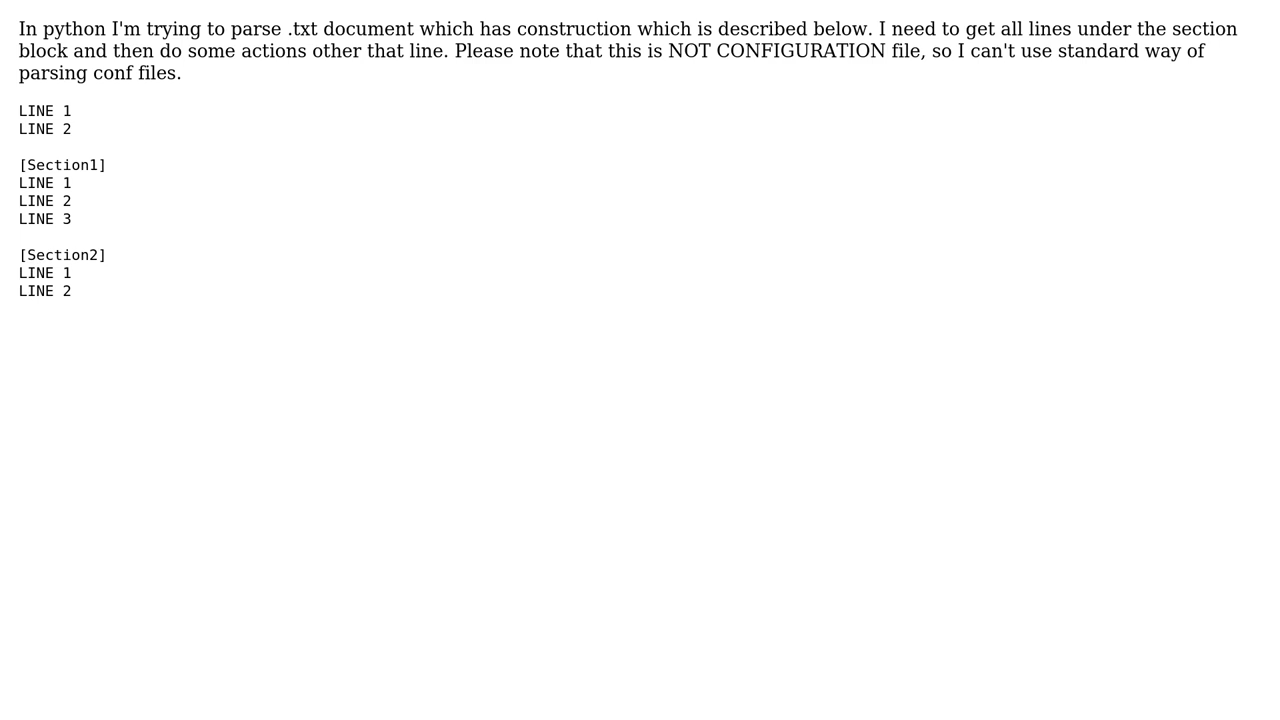 In python I'm trying to parse .txt document which has construction which is described below. I need to get all lines under the section
block and then do some actions other that line. Please note that this is NOT CONFIGURATION file, so I can't use standard way of
parsing conf files.
LINE 1
LINE 2
[Section1]
LINE 1
LINE 2
LINE 3
[Section2]
LINE 1
LINE 2